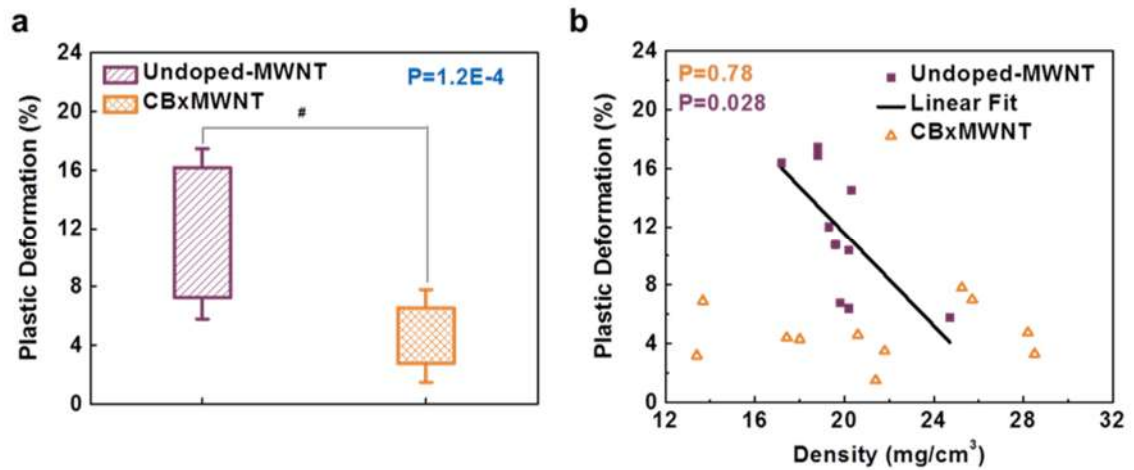 a
24
20
16
12
8
4
0
Plastic Deformation (%)
Undoped-MWNT
CBxMWNT
P=1.2E-4
#
b
24
20
16
12
8
4
0
Plastic Deformation (%)
P=0.78
P=0.028
Undoped-MWNT
Linear Fit
CBxMWNT
12 16 20 24 28 32
Density (mg/cm³)